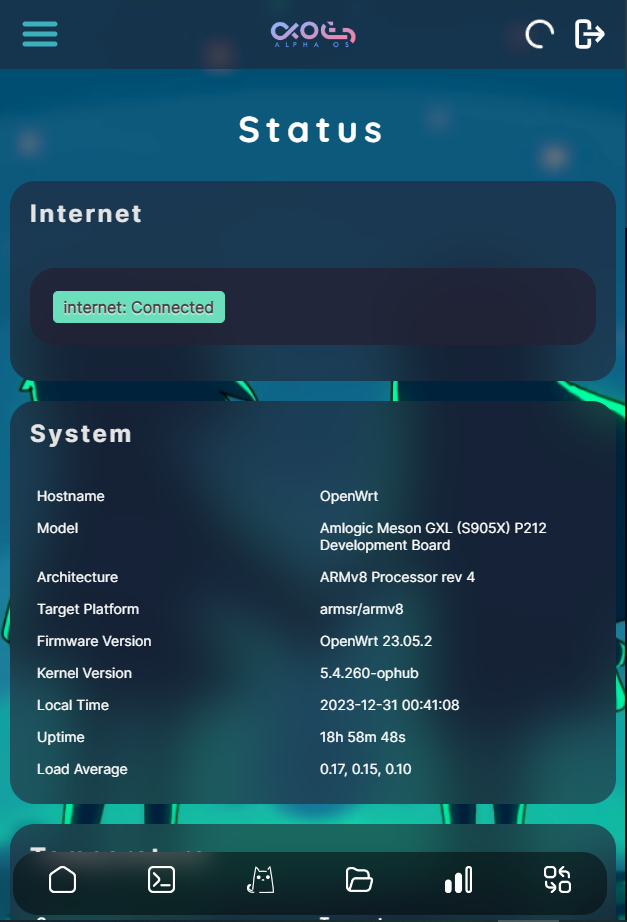 ALPHA OS
Status
Internet
internet: Connected
System
Hostname OpenWrt
Model Amlogic Meson GXL (S905X) P212
Development Board
Architecture ARMv8 Processor rev 4
Target Platform armsr/armv8
Firmware Version OpenWrt 23.05.2
Kernel Version 5.4.260-ophub
Local Time 2023-12-31 00:41:08
Uptime 18h 58m 48s
Load Average 0.17, 0.15, 0.10